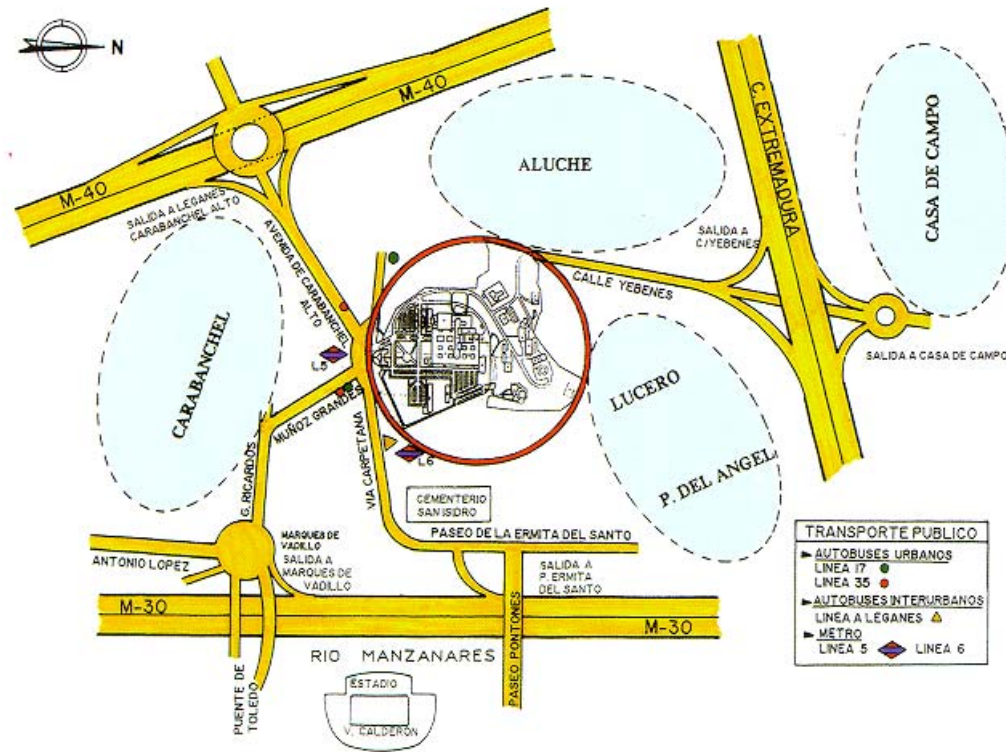 N
M-40
M-40
SALIDA A LEGANES
CARABANCHEL ALTO
AVENIDA DE CARABANCHEL
ALTO
ALUCHE
C. EXTREMADURA
CASA DE CAMPO
SALIDA A
C/YEBENES
CALLE YEBENES
SALIDA A CASA DE CAMPO
CARABANCHEL
L5
MUÑOZ GRANDES
LUCERO
P. DEL ANGEL
G. RICARDOS
VIA CARPETANA
L6
CEMENTERIO
SAN ISIDRO
PASEO DE LA ERMITA DEL SANTO
ANTONIO LOPEZ
MARQUES DE
VADILLO
SALIDA A
MARQUES DE
VADILLO
SALIDA A
P. ERMITA
DEL SANTO
M-30
M-30
PUENTE DE
TOLEDO
RIO MANZANARES
PASEO PONTONES
ESTADIO
V. CALDERON
TRANSPORTE PUBLICO
AUTOBUSES URBANOS
LINEA 17
LINEA 35
AUTOBUSES INTERURBANOS
LINEA A LEGANES
METRO
LINEA 5 LINEA 6